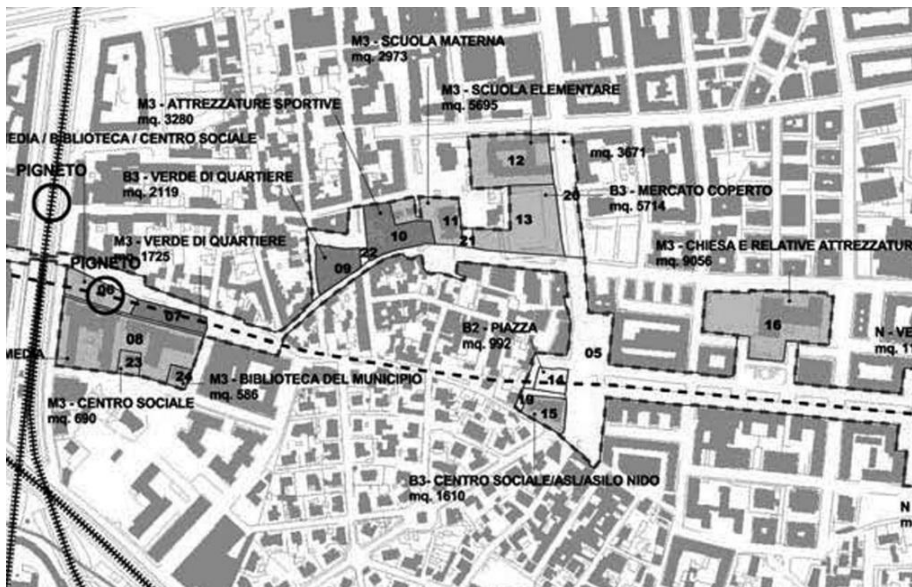 M3 - SCUOLA MATERNA
mq. 2973
M3 - SCUOLA ELEMENTARE
mq. 5695
M3 - ATTREZZATURE SPORTIVE
mq. 3280
EDIA / BIBLIOTECA / CENTRO SOCIALE
PIGNETO
mq. 3671
12
B3 - VERDE DI QUARTIERE
mq. 2119
20
B3 - MERCATO COPERTO
mq. 5714
11
13
10
21
22
M3 - VERDE DI QUARTIERE
mq. 1725
M3 - CHIESA E RELATIVE ATTREZZATUR
mq. 9056
PIGNETO
09
06
07
16
08
B2 - PIAZZA
mq. 992
05
N - VE
MEDIA
23
24
M3 - BIBLIOTECA DEL MUNICIPIO
mq. 586
14
M3 - CENTRO SOCIALE
mq. 690
19
15
B3- CENTRO SOCIALE/ASL/ASILO NIDO
mq. 1610
N